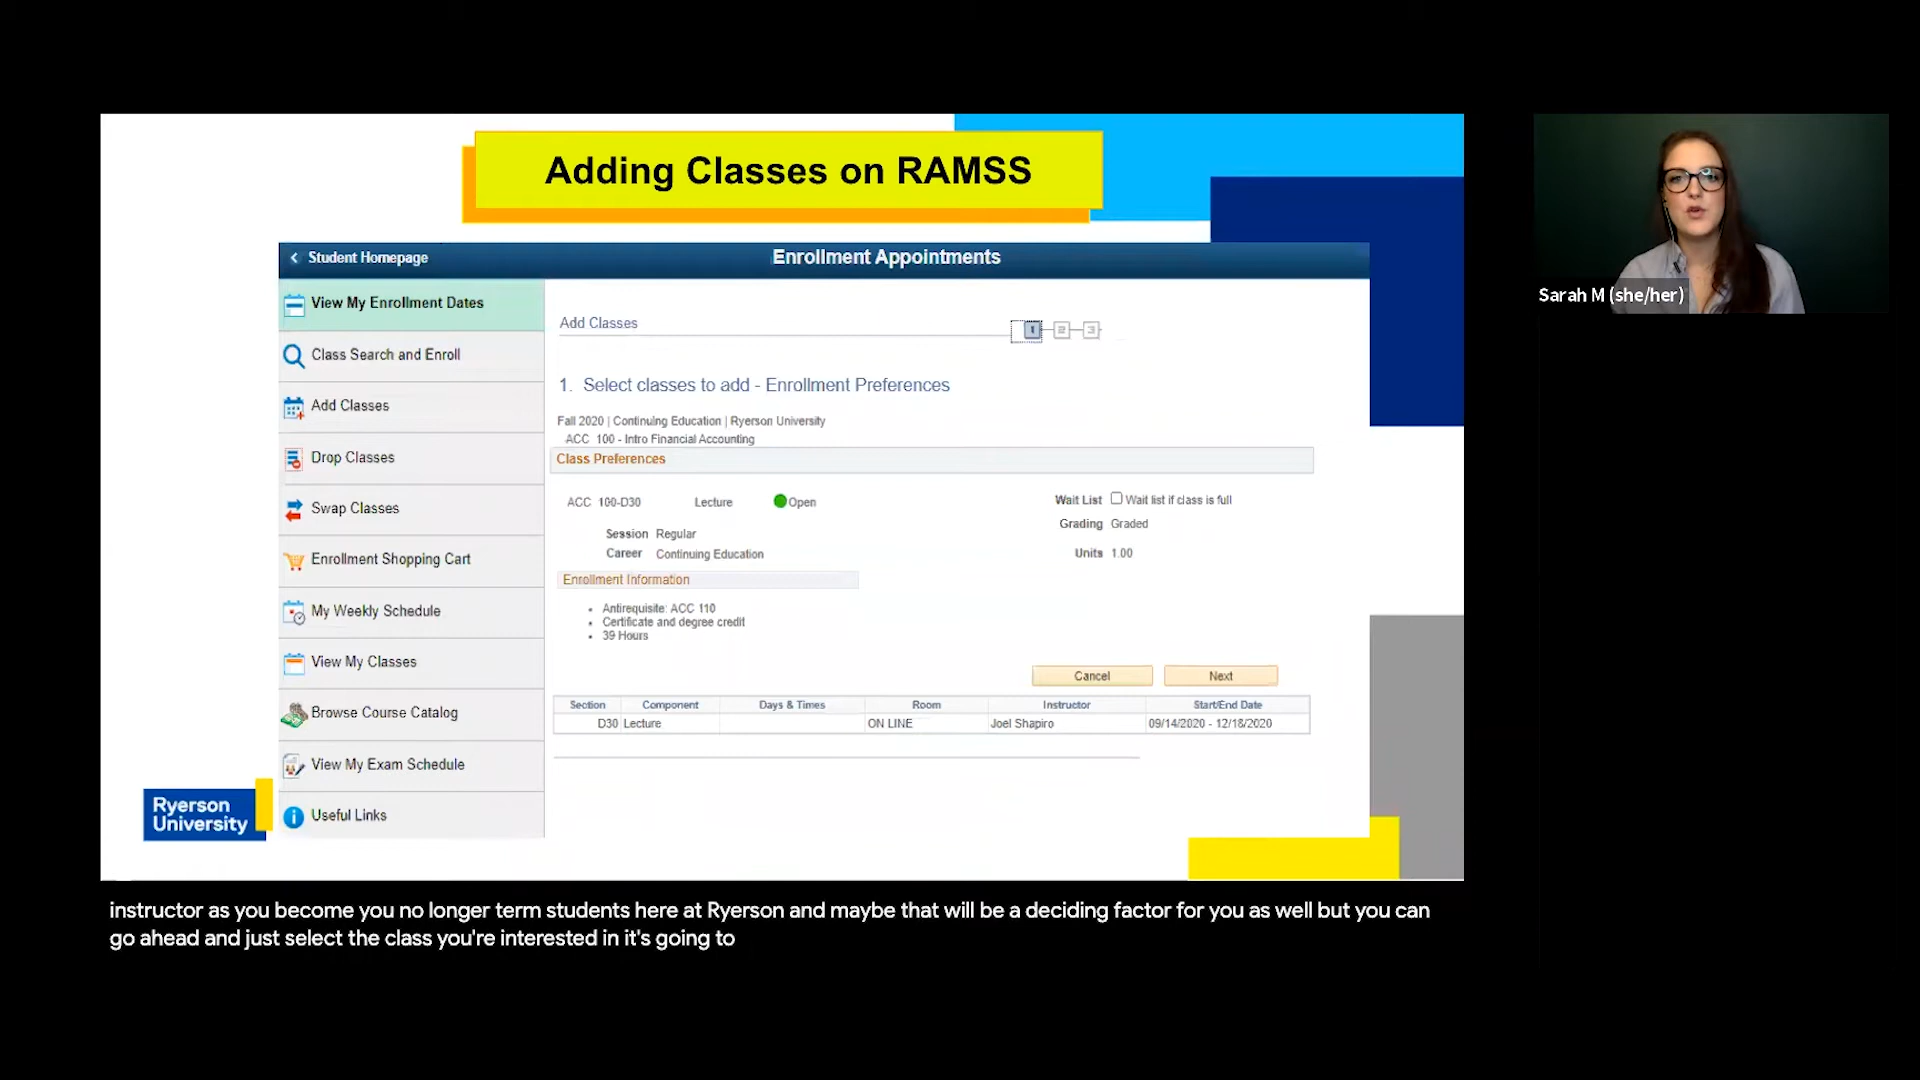 Adding Classes on RAMSS
Student Homepage
Enrollment Appointments
View My Enrollment Dates
Class Search and Enroll
Add Classes
Drop Classes
Swap Classes
Enrollment Shopping Cart
My Weekly Schedule
View My Classes
Browse Course Catalog
View My Exam Schedule
Useful Links
Add Classes
1 2 3
1. Select classes to add - Enrollment Preferences
Fall 2020 | Continuing Education | Ryerson University
ACC 100 - Intro Financial Accounting
Class Preferences
ACC 100-D30 Lecture Open
Wait List Wait list if class is full
Session Regular
Grading Graded
Career Continuing Education
Units 1.00
Enrollment Information
• Antirequisite: ACC 110
• Certificate and degree credit
• 39 Hours
Cancel Next
Section Component Days & Times Room Instructor Start/End Date
D30 Lecture ON LINE Joel Shapiro 09/14/2020 - 12/18/2020
Ryerson
University
Sarah M (she/her)
instructor as you become you no longer term students here at Ryerson and maybe that will be a deciding factor for you as well but you can
go ahead and just select the class you're interested in it's going to